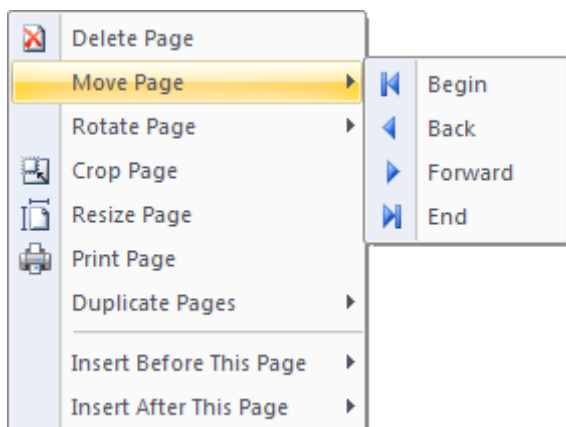 Delete Page
Move Page
Rotate Page
Crop Page
Resize Page
Print Page
Duplicate Pages
Insert Before This Page
Insert After This Page
Begin
Back
Forward
End